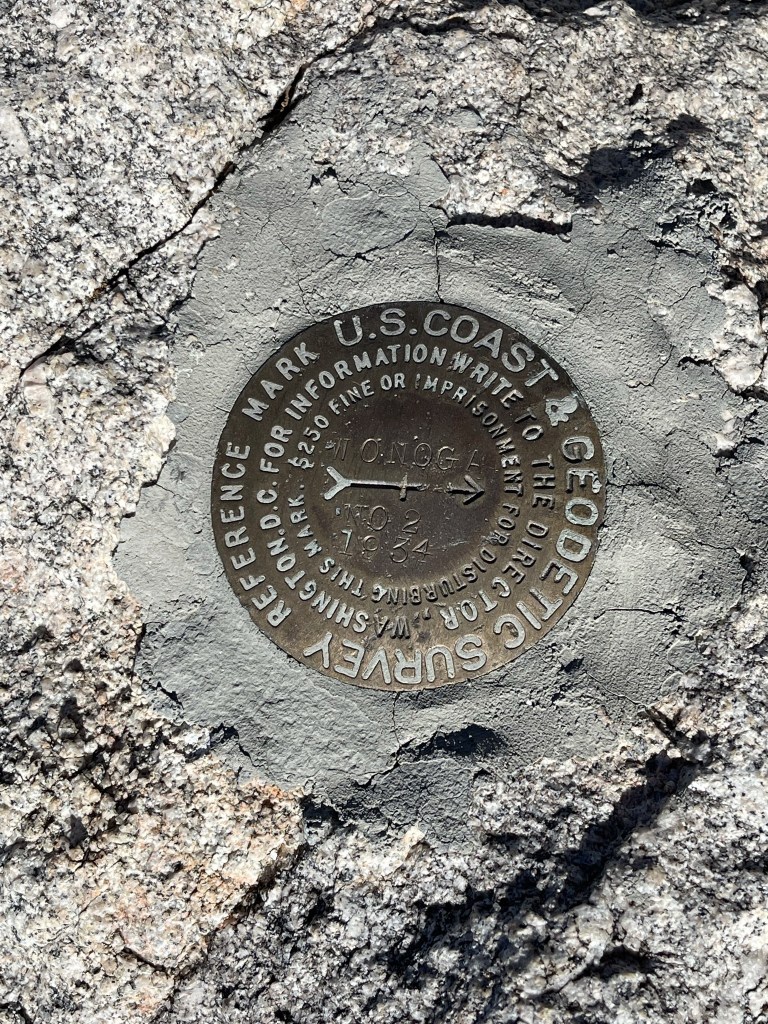 U.S. COAST & GEODETIC SURVEY
REFERENCE MARK
FOR INFORMATION WRITE TO THE DIRECTOR, WASHINGTON, D.C.
$250 FINE OR IMPRISONMENT FOR DISTURBING THIS MARK.
WONOGA
NO 2
1934